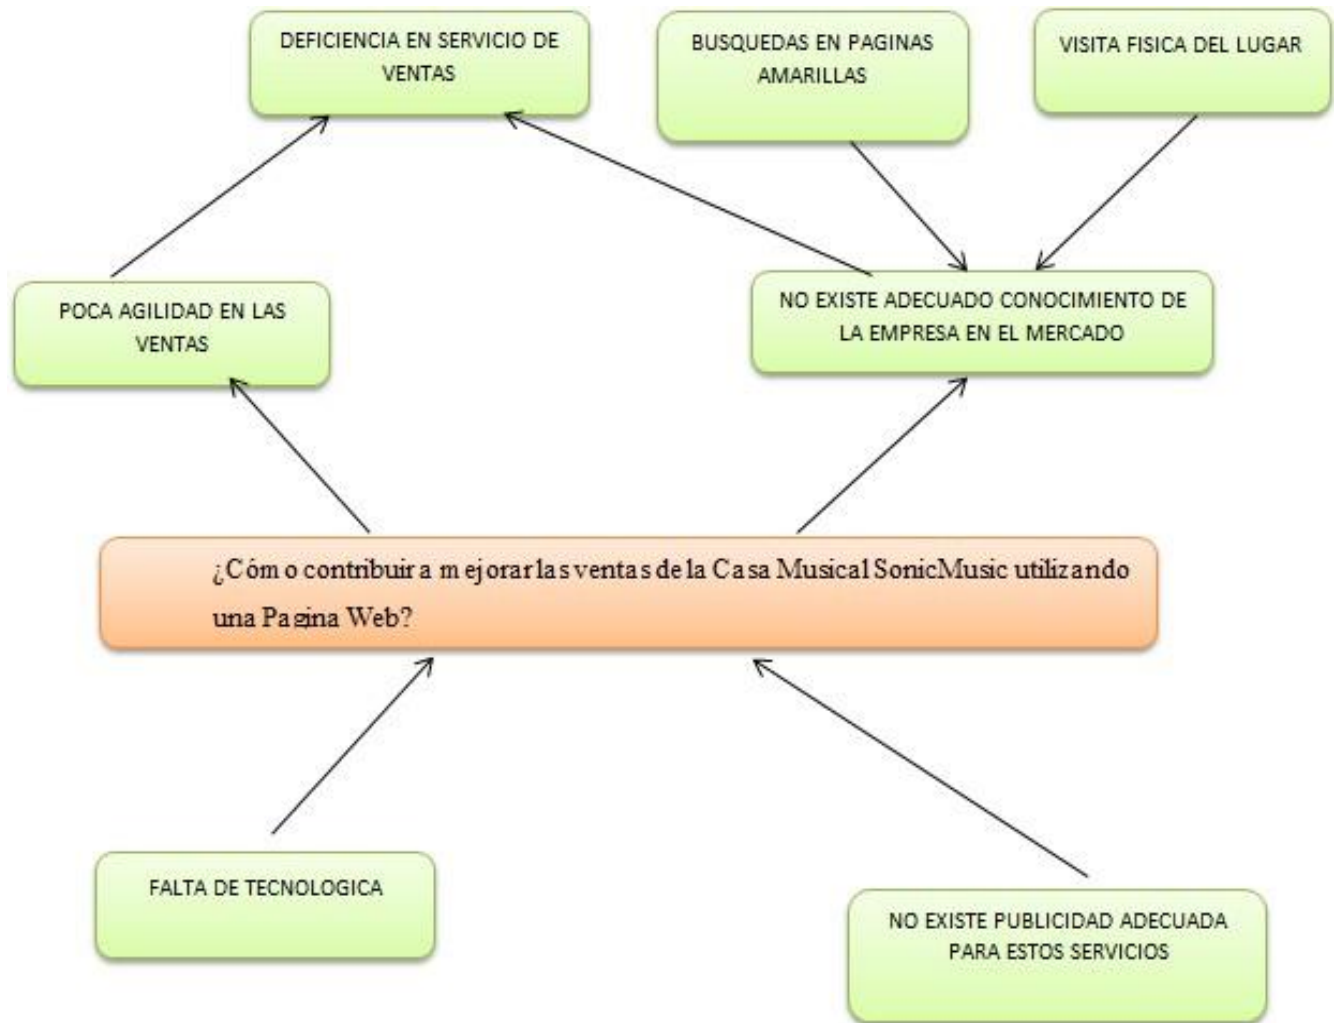 DEFICIENCIA EN SERVICIO DE
VENTAS
BUSQUEDAS EN PAGINAS
AMARILLAS
VISITA FISICA DEL LUGAR
POCA AGILIDAD EN LAS
VENTAS
NO EXISTE ADECUADO CONOCIMIENTO DE
LA EMPRESA EN EL MERCADO
¿Cómo contribuir a mejorar las ventas de la Casa Musical SonicMusic utilizando
una Pagina Web?
FALTA DE TECNOLOGICA
NO EXISTE PUBLICIDAD ADECUADA
PARA ESTOS SERVICIOS